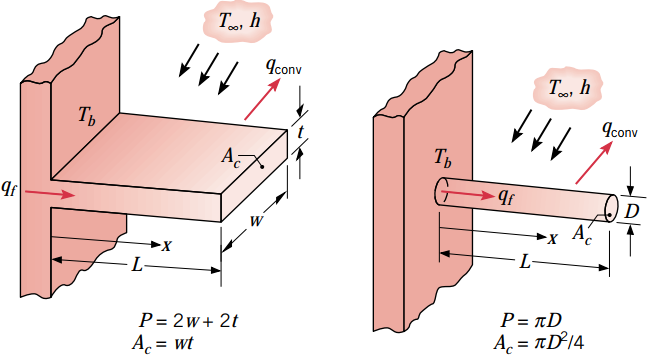 T∞, h
qconv
Tb
t
Ac
qf
w
x
L
P = 2w + 2t
Ac = wt
T∞, h
qconv
Tb
qf
D
x
Ac
L
P = πD
Ac = πD²/4